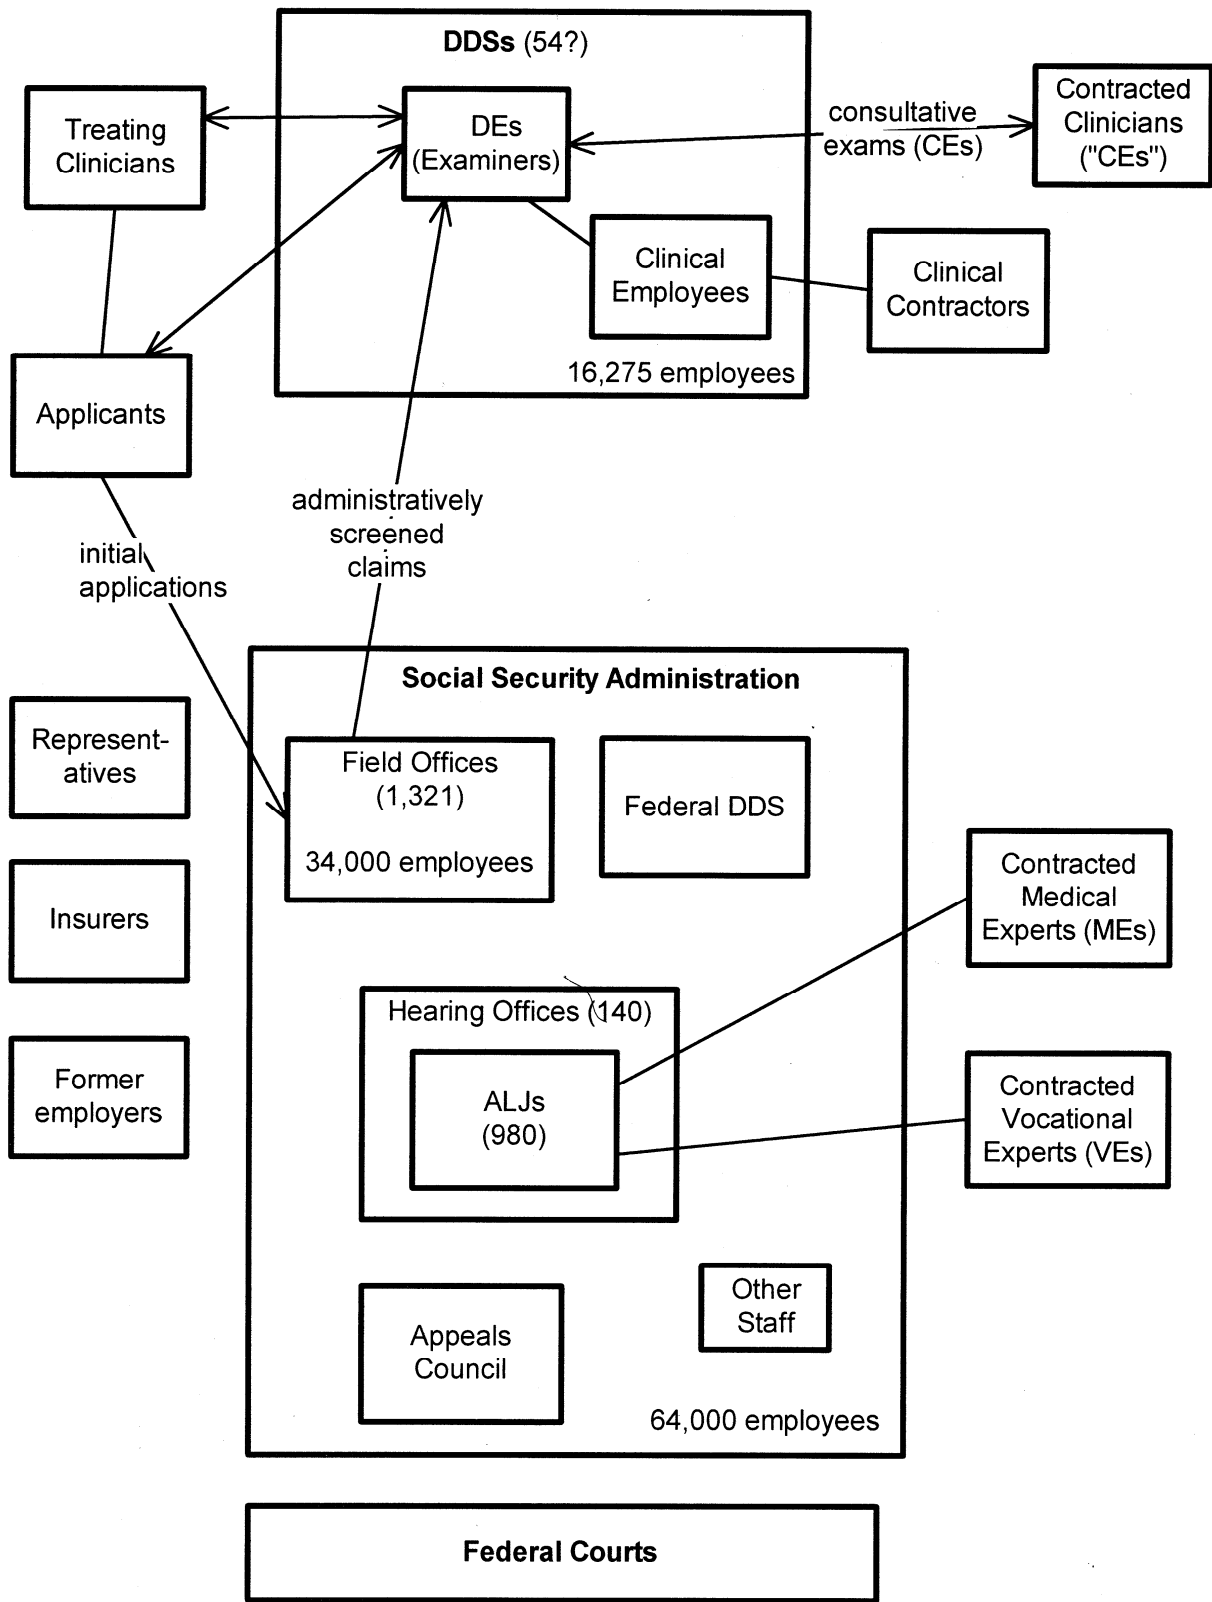 DDSs (54?)
Treating
Clinicians
DEs
(Examiners)
consultative
exams (CEs)
Contracted
Clinicians
("CEs")
Clinical
Employees
Clinical
Contractors
16,275 employees
Applicants
administratively
screened
claims
initial
applications
Social Security Administration
Represent-
atives
Field Offices
(1,321)
34,000 employees
Federal DDS
Insurers
Contracted
Medical
Experts (MEs)
Hearing Offices (140)
ALJs
(980)
Former
employers
Contracted
Vocational
Experts (VEs)
Other
Staff
Appeals
Council
64,000 employees
Federal Courts